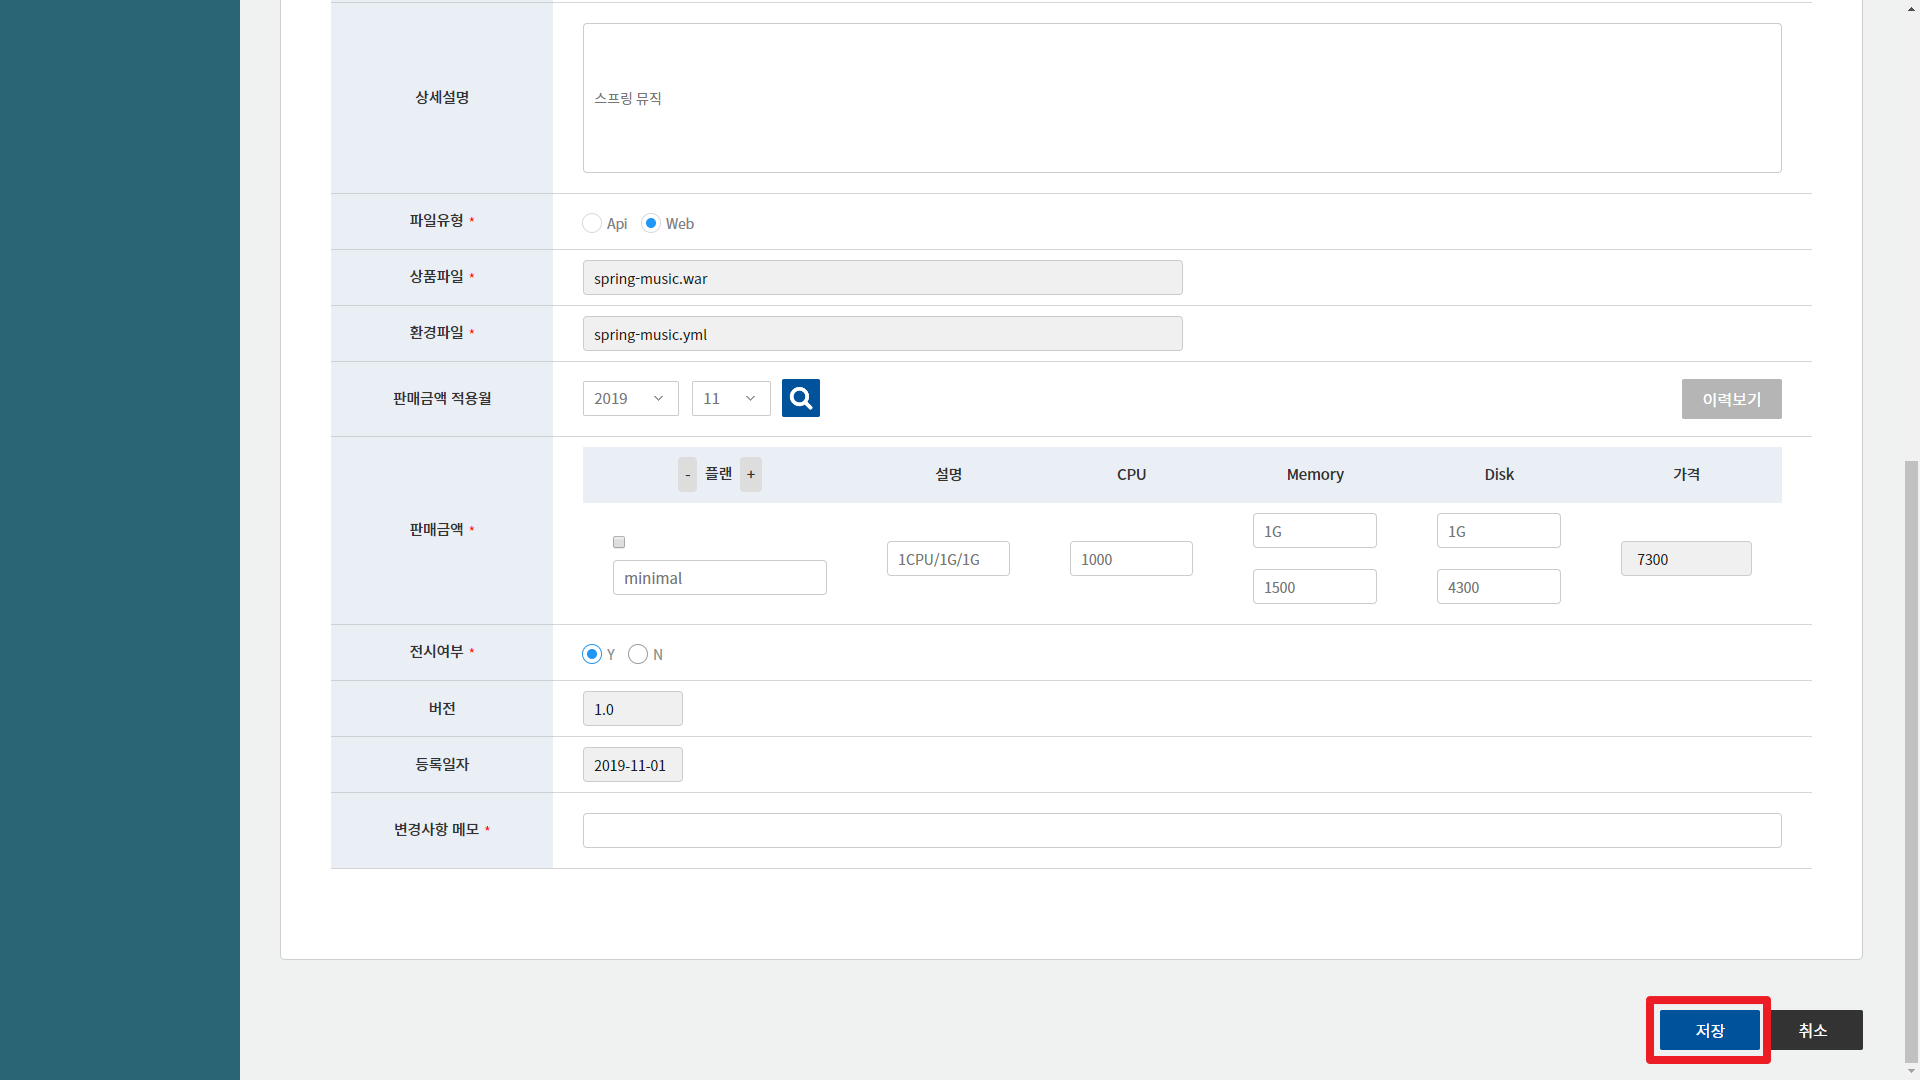 상세설명
스프링 뮤직
파일유형 *
Api Web
상품파일 *
spring-music.war
환경파일 *
spring-music.yml
판매금액 적용월
2019 11
이력보기
판매금액 *
- 플랜 + 설명 CPU Memory Disk 가격
minimal 1CPU/1G/1G 1000 1G 1G 7300
1500 4300
전시여부 *
Y N
버전
1.0
등록일자
2019-11-01
변경사항 메모 *
저장 취소